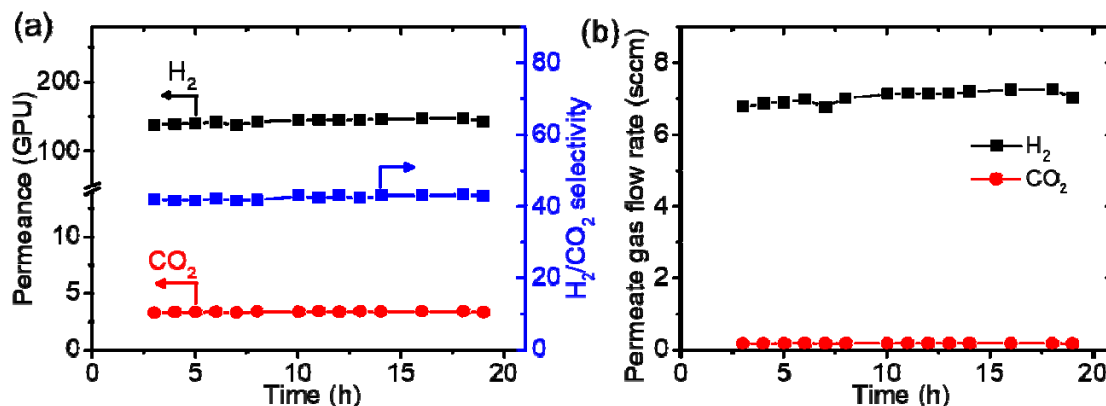 (a)
Permeance (GPU)
200
150
10
5
0
H₂
CO₂
80
60
40
20
0
H₂/CO₂ selectivity
0
5
10
15
20
Time (h)
(b)
Permeate gas flow rate (sccm)
8
6
4
2
0
H₂
CO₂
0
5
10
15
20
Time (h)